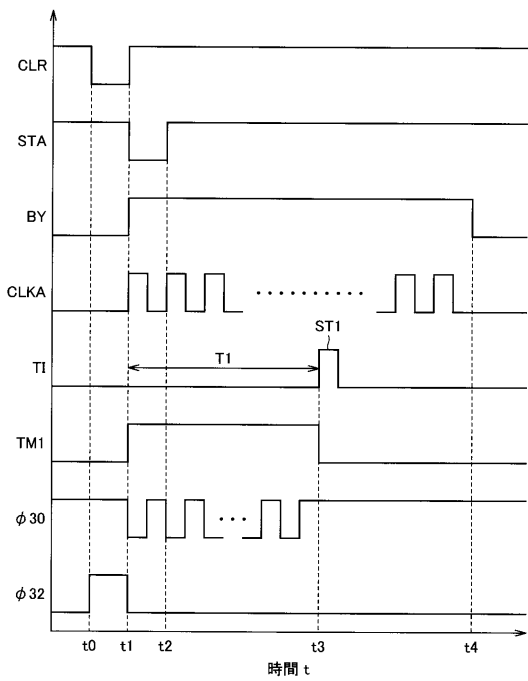 CLR
STA
BY
CLKA
ST1
TI
T1
TM1
φ30
φ32
t0 t1 t2 t3 t4
時間 t